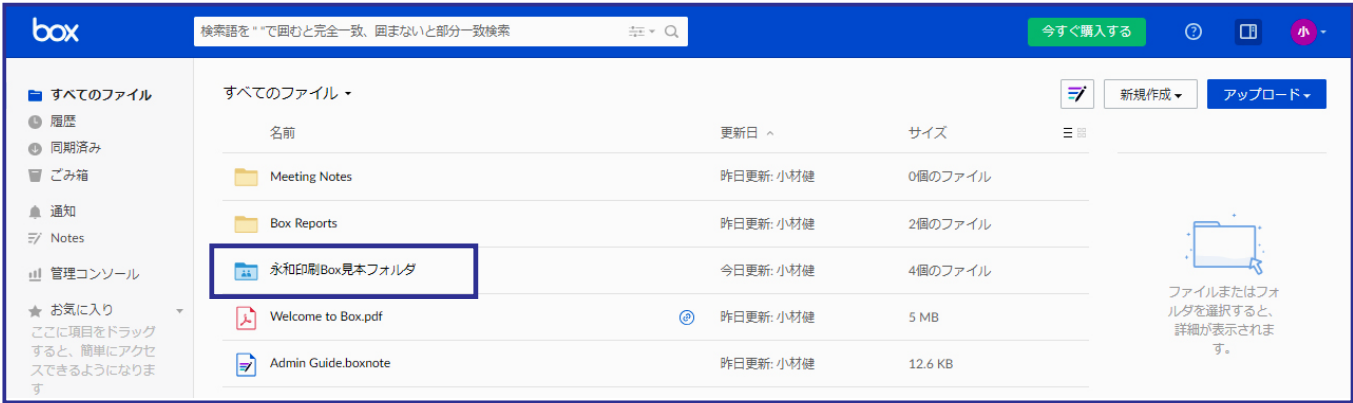 box
検索語を" "で囲むと完全一致、囲まないと部分一致検索
今すぐ購入する
小
すべてのファイル
履歴
同期済み
ごみ箱
通知
Notes
管理コンソール
お気に入り
ここに項目をドラッグ
すると、簡単にアクセ
スできるようになりま
す
すべてのファイル
新規作成
アップロード
名前 更新日 サイズ
Meeting Notes 昨日更新: 小材健 0個のファイル
Box Reports 昨日更新: 小材健 2個のファイル
永和印刷Box見本フォルダ 今日更新: 小材健 4個のファイル
Welcome to Box.pdf 昨日更新: 小材健 5 MB
Admin Guide.boxnote 昨日更新: 小材健 12.6 KB
ファイルまたはフォ
ルダを選択すると、
詳細が表示されま
す。